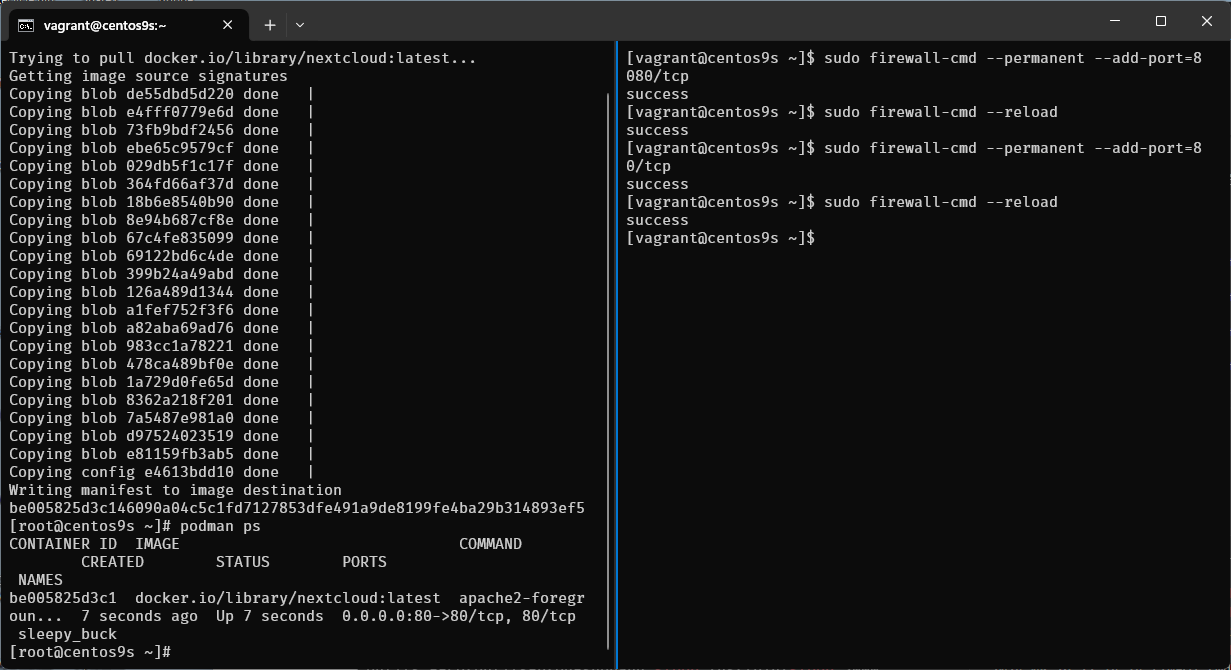 vagrant@centos9s:~
Trying to pull docker.io/library/nextcloud:latest...
Getting image source signatures
Copying blob de55dbd5d220 done   |
Copying blob e4fff0779e6d done   |
Copying blob 73fb9bdf2456 done   |
Copying blob ebe65c9579cf done   |
Copying blob 029db5f1c17f done   |
Copying blob 364fd66af37d done   |
Copying blob 18b6e8540b90 done   |
Copying blob 8e94b687cf8e done   |
Copying blob 67c4fe835099 done   |
Copying blob 69122bd6c4de done   |
Copying blob 399b24a49abd done   |
Copying blob 126a489d1344 done   |
Copying blob a1fef752f3f6 done   |
Copying blob a82aba69ad76 done   |
Copying blob 983cc1a78221 done   |
Copying blob 478ca489bf0e done   |
Copying blob 1a729d0fe65d done   |
Copying blob 8362a218f201 done   |
Copying blob 7a5487e981a0 done   |
Copying blob d97524023519 done   |
Copying blob e81159fb3ab5 done   |
Copying config e4613bdd10 done   |
Writing manifest to image destination
be005825d3c146090a04c5c1fd7127853dfe491a9de8199fe4ba29b314893ef5
[root@centos9s ~]# podman ps
CONTAINER ID  IMAGE                               COMMAND
        CREATED        STATUS        PORTS
 NAMES
be005825d3c1  docker.io/library/nextcloud:latest  apache2-foregr
oun...  7 seconds ago  Up 7 seconds  0.0.0.0:80->80/tcp, 80/tcp
 sleepy_buck
[root@centos9s ~]#
[vagrant@centos9s ~]$ sudo firewall-cmd --permanent --add-port=8
080/tcp
success
[vagrant@centos9s ~]$ sudo firewall-cmd --reload
success
[vagrant@centos9s ~]$ sudo firewall-cmd --permanent --add-port=8
0/tcp
success
[vagrant@centos9s ~]$ sudo firewall-cmd --reload
success
[vagrant@centos9s ~]$